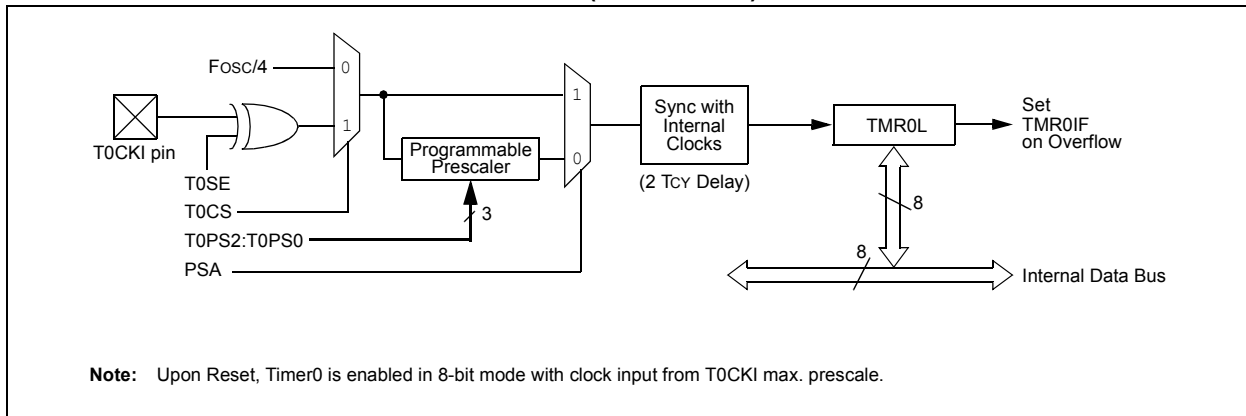 FOSC/4
0
1
T0CKI pin
T0SE
T0CS
T0PS2:T0PS0
PSA
Programmable
Prescaler
3
1
0
Sync with
Internal
Clocks
(2 TCY Delay)
TMR0L
Set
TMR0IF
on Overflow
8
8
Internal Data Bus
Note: Upon Reset, Timer0 is enabled in 8-bit mode with clock input from T0CKI max. prescale.